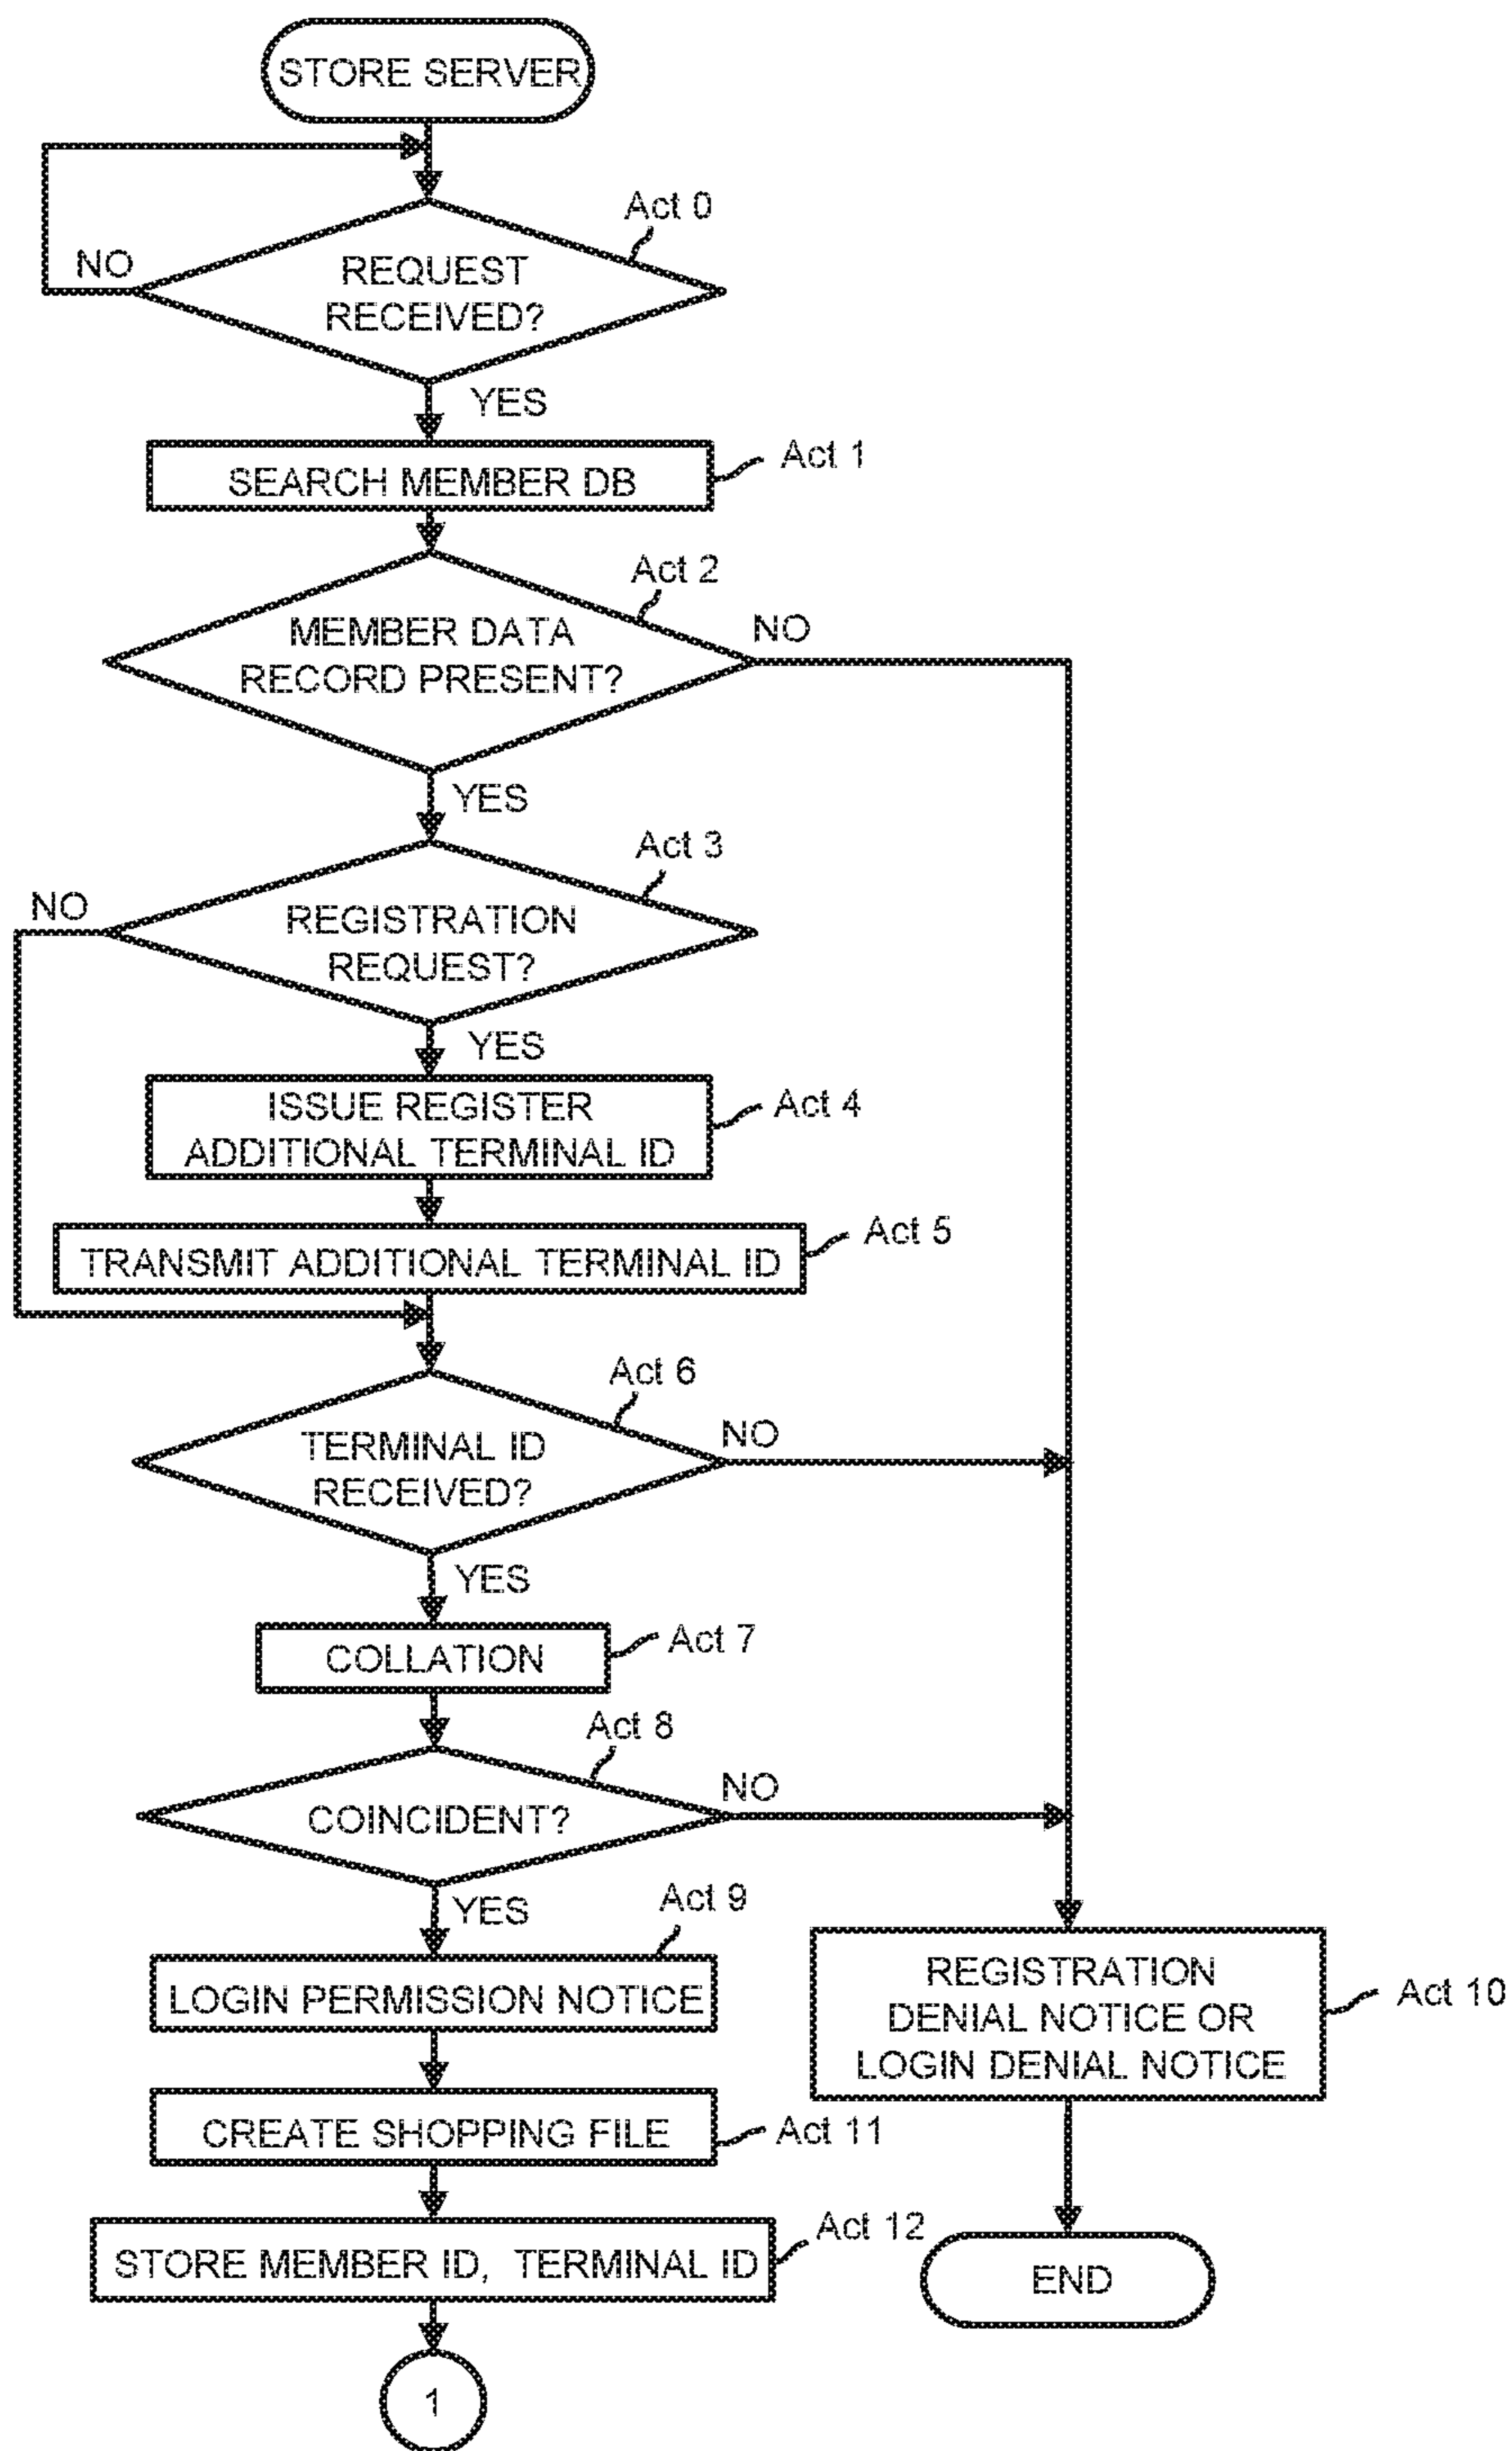 STORE SERVER
Act 0
NO
REQUEST
RECEIVED?
YES
Act 1
SEARCH MEMBER DB
Act 2
MEMBER DATA
RECORD PRESENT?
NO
YES
Act 3
NO
REGISTRATION
REQUEST?
YES
ISSUE REGISTER
ADDITIONAL TERMINAL ID
Act 4
TRANSMIT ADDITIONAL TERMINAL ID
Act 5
Act 6
TERMINAL ID
RECEIVED?
NO
YES
COLLATION
Act 7
Act 8
COINCIDENT?
NO
YES
Act 9
LOGIN PERMISSION NOTICE
REGISTRATION
DENIAL NOTICE OR
LOGIN DENIAL NOTICE
Act 10
CREATE SHOPPING FILE
Act 11
STORE MEMBER ID, TERMINAL ID
Act 12
END
1